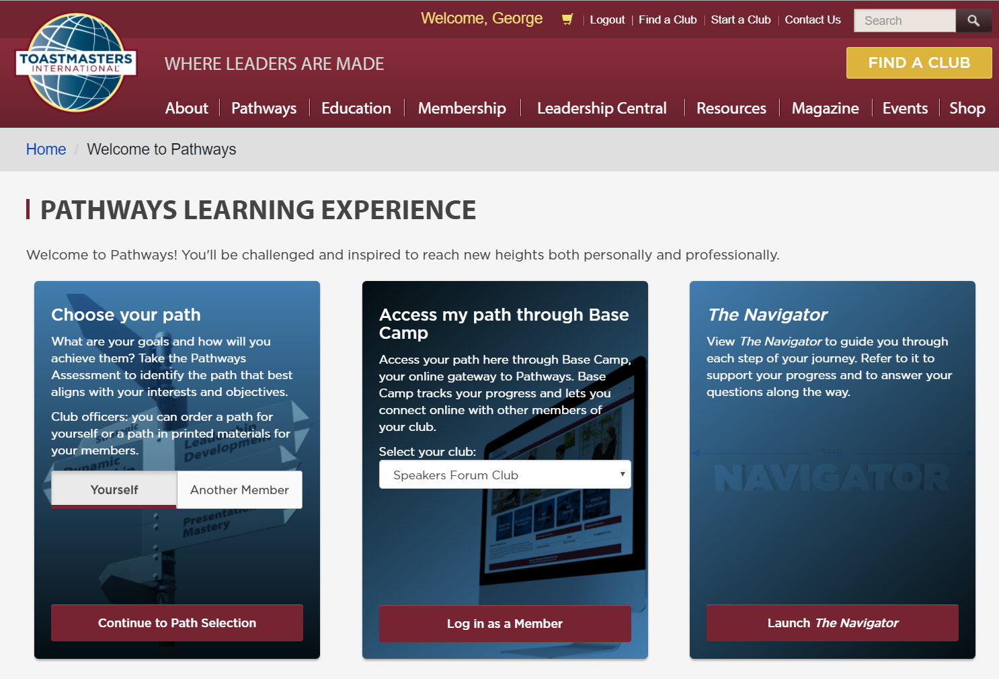 Welcome, George
Logout
Find a Club
Start a Club
Contact Us
Search
TOASTMASTERS
INTERNATIONAL
WHERE LEADERS ARE MADE
FIND A CLUB
About
Pathways
Education
Membership
Leadership Central
Resources
Magazine
Events
Shop
Home / Welcome to Pathways
PATHWAYS LEARNING EXPERIENCE
Welcome to Pathways! You'll be challenged and inspired to reach new heights both personally and professionally.
Choose your path
What are your goals and how will you
achieve them? Take the Pathways
Assessment to identify the path that best
aligns with your interests and objectives.
Club officers: you can order a path for
yourself or a path in printed materials for
your members.
Strategic
Leadership
Development
Dynamic
Yourself
Another Member
Presentation
Mastery
Continue to Path Selection
Access my path through Base
Camp
Access your path here through Base Camp,
your online gateway to Pathways. Base
Camp tracks your progress and lets you
connect online with other members of
your club.
Select your club:
Speakers Forum Club
Log in as a Member
The Navigator
View The Navigator to guide you through
each step of your journey. Refer to it to
support your progress and to answer your
questions along the way.
THE
NAVIGATOR
Launch The Navigator